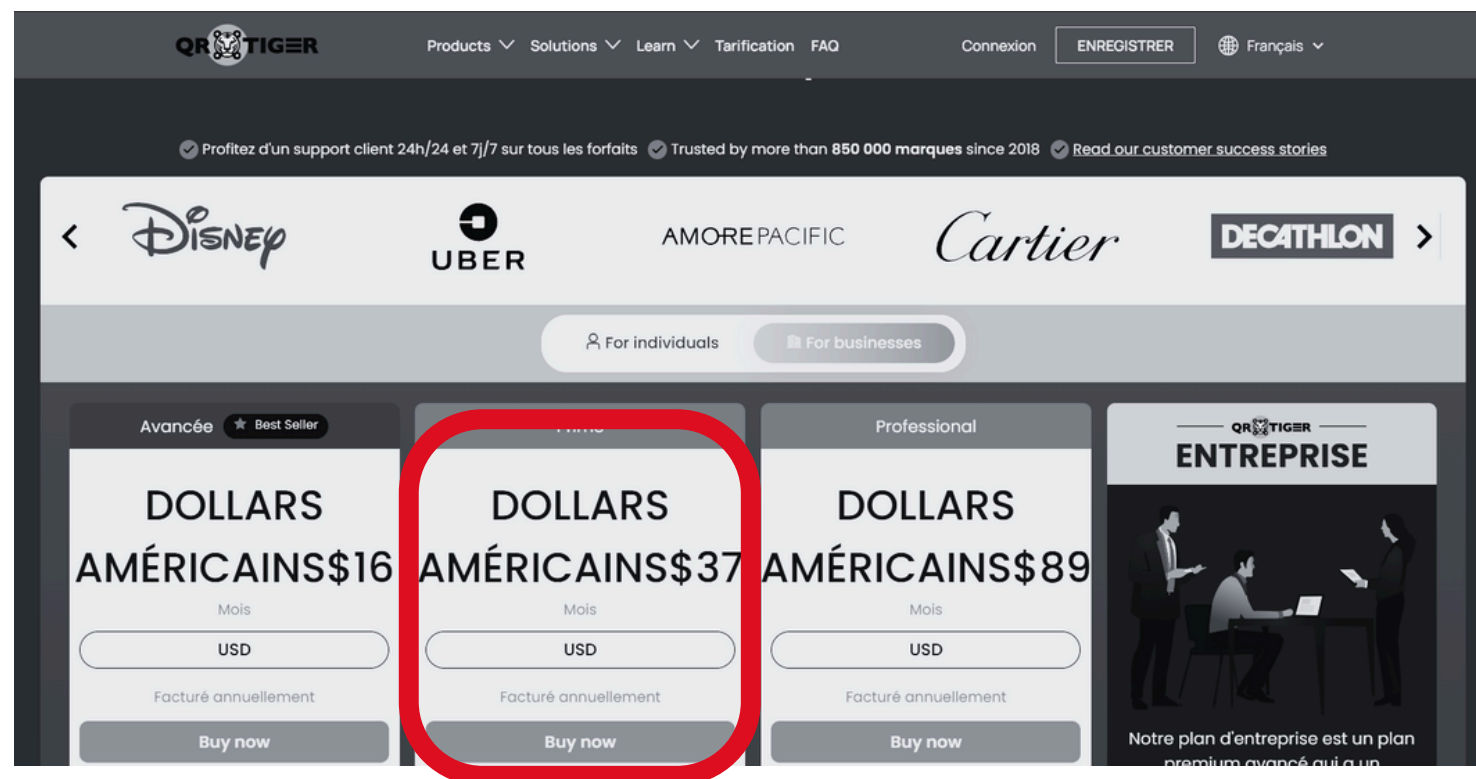 QR TIGER Products Solutions Learn Tarification FAQ Connexion ENREGISTRER Français
Profitez d'un support client 24h/24 et 7j/7 sur tous les forfaits Trusted by more than 850 000 marques since 2018 Read our customer success stories
Disney UBER AMOREPACIFIC Cartier DECATHLON
For individuals For businesses
Avancée Best Seller
DOLLARS
AMÉRICAINS$16
Mois
USD
Facturé annuellement
Buy now
DOLLARS
AMÉRICAINS$37
Mois
USD
Facturé annuellement
Buy now
Professional
DOLLARS
AMÉRICAINS$89
Mois
USD
Facturé annuellement
Buy now
QR TIGER
ENTREPRISE
Notre plan d'entreprise est un plan
premium avancé qui a un